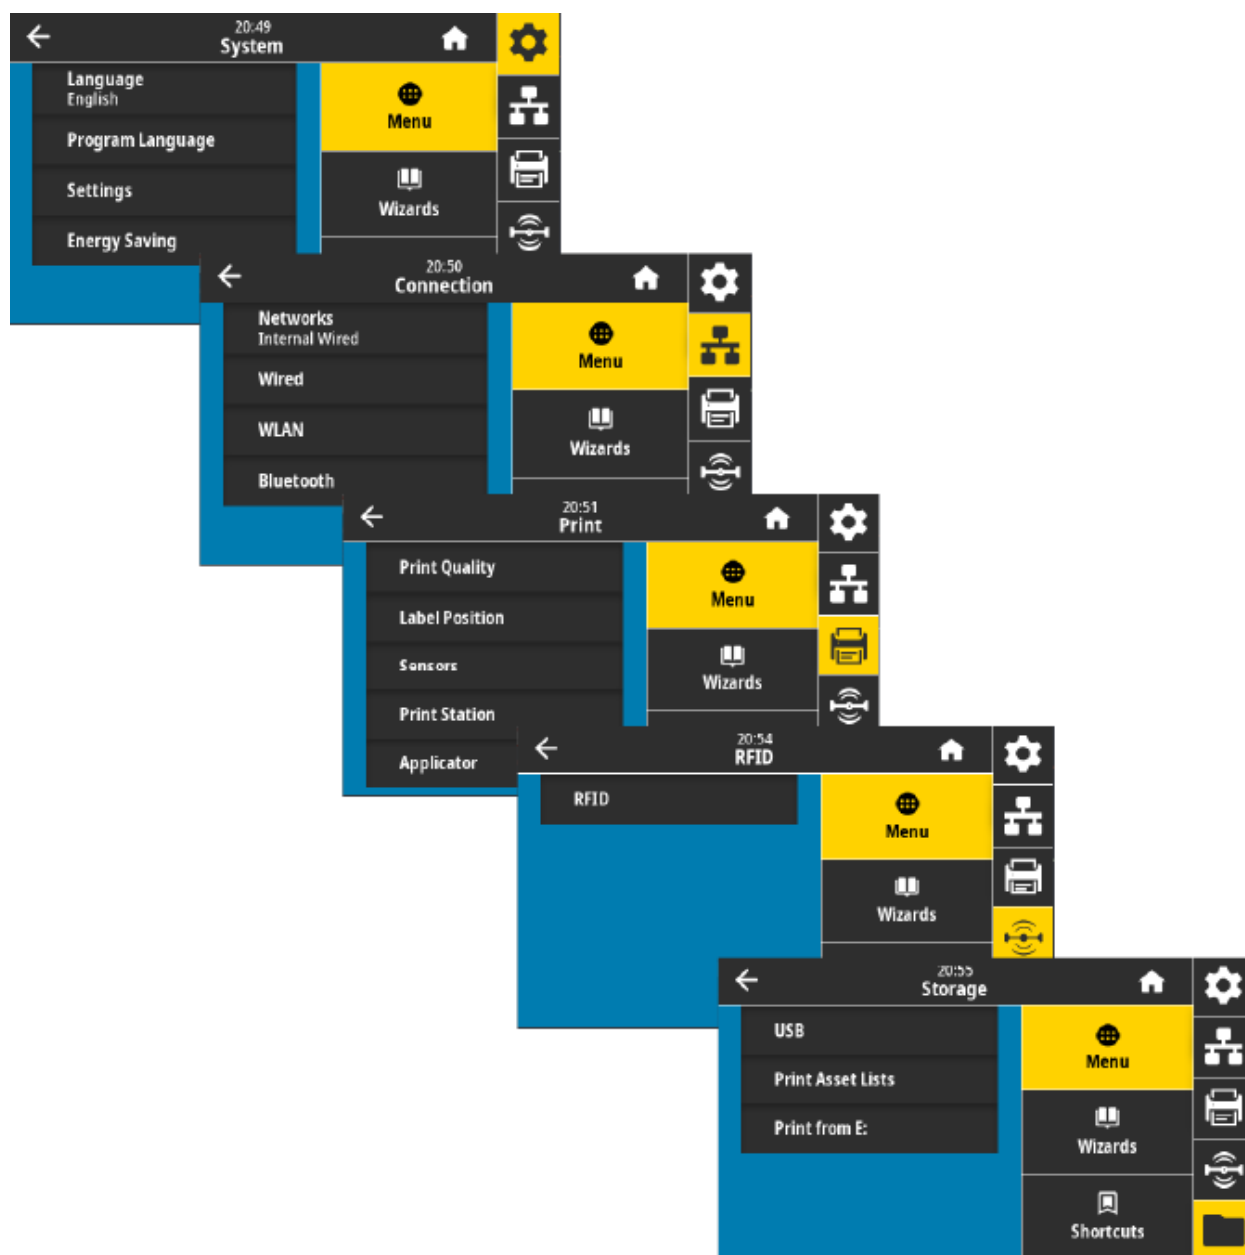 20:49
System
Language
English
Program Language
Settings
Energy Saving
Menu
Wizards
20:50
Connection
Networks
Internal Wired
Wired
WLAN
Bluetooth
Menu
Wizards
20:51
Print
Print Quality
Label Position
Sensors
Print Station
Applicator
Menu
Wizards
20:54
RFID
RFID
Menu
Wizards
20:55
Storage
USB
Print Asset Lists
Print from E:
Menu
Wizards
Shortcuts